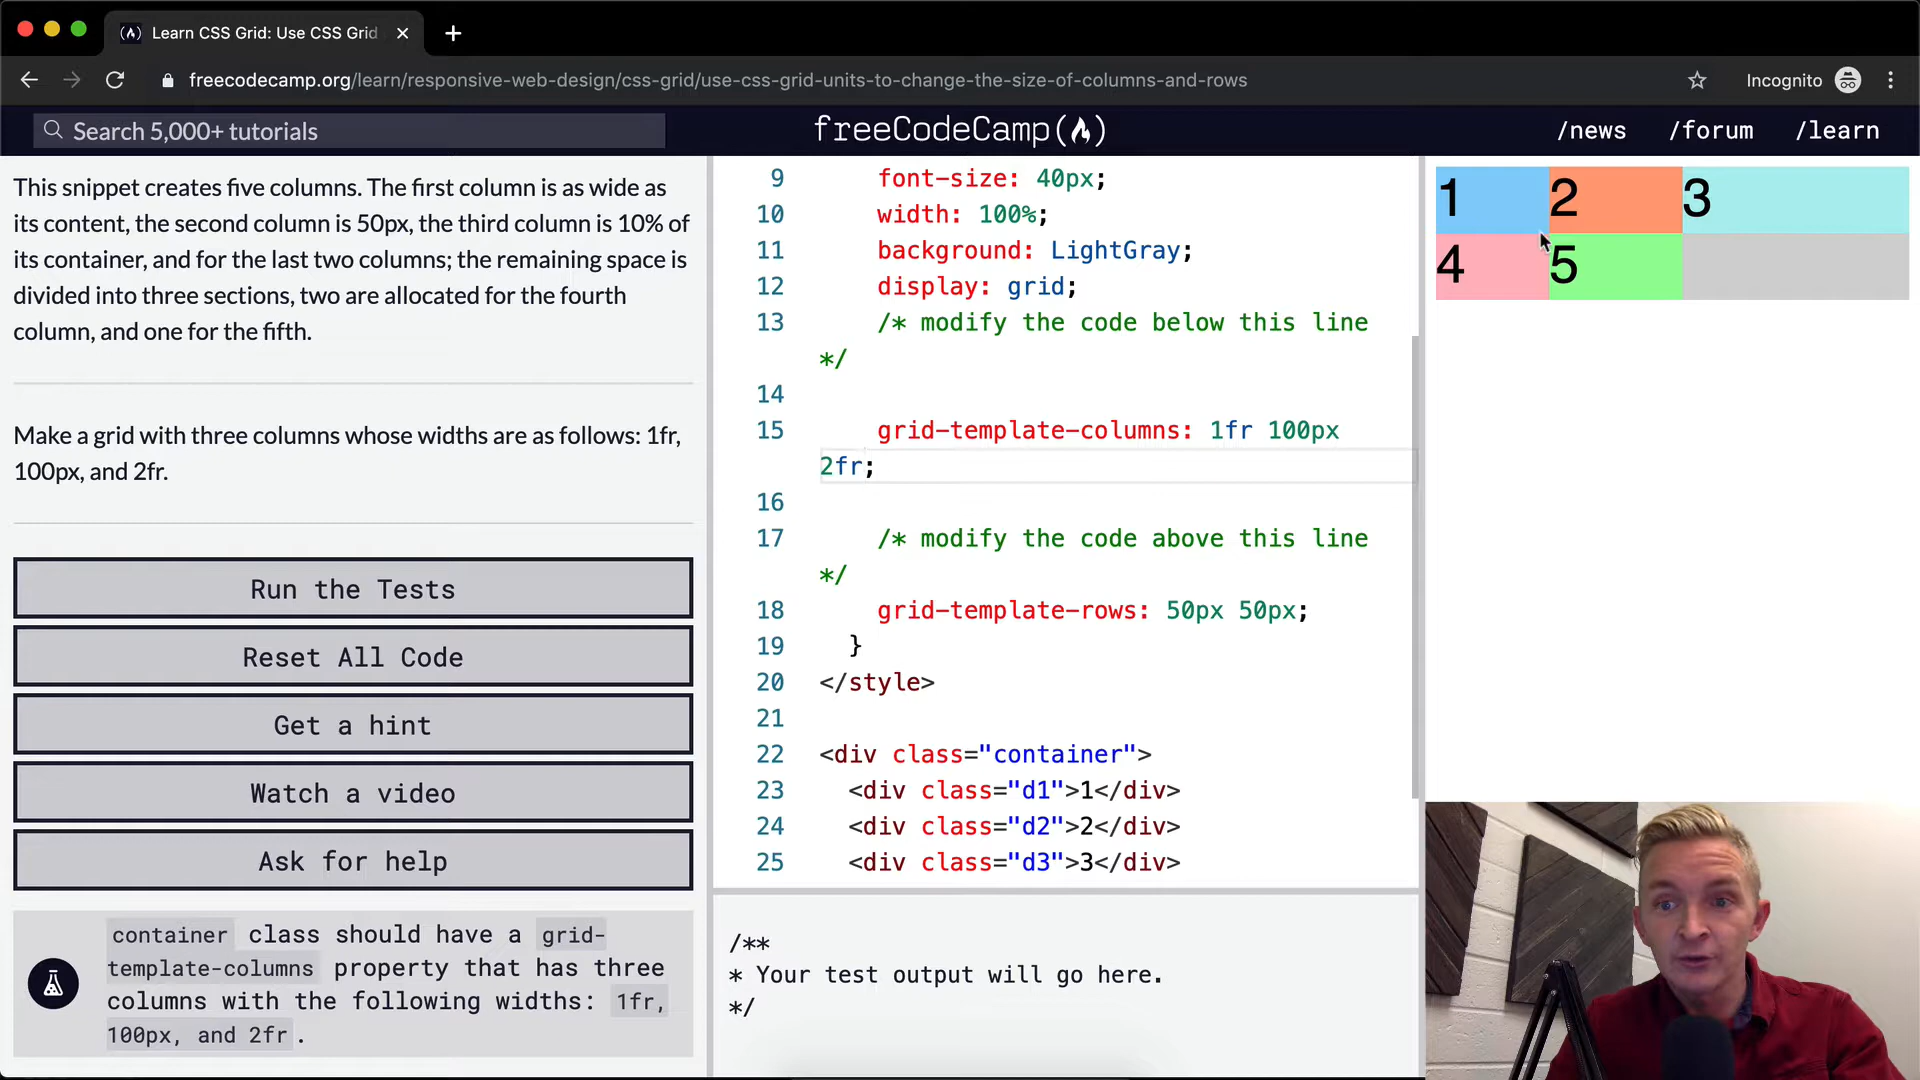 Learn CSS Grid: Use CSS Grid
freecodecamp.org/learn/responsive-web-design/css-grid/use-css-grid-units-to-change-the-size-of-columns-and-rows
Incognito
Search 5,000+ tutorials
freeCodeCamp
/news
/forum
/learn
This snippet creates five columns. The first column is as wide as
its content, the second column is 50px, the third column is 10% of
its container, and for the last two columns; the remaining space is
divided into three sections, two are allocated for the fourth
column, and one for the fifth.
Make a grid with three columns whose widths are as follows: 1fr,
100px, and 2fr.
Run the Tests
Reset All Code
Get a hint
Watch a video
Ask for help
container class should have a grid-
template-columns property that has three
columns with the following widths: 1fr,
100px, and 2fr .
9 font-size: 40px;
10 width: 100%;
11 background: LightGray;
12 display: grid;
13 /* modify the code below this line
*/
14
15 grid-template-columns: 1fr 100px
2fr;
16
17 /* modify the code above this line
*/
18 grid-template-rows: 50px 50px;
19 }
20 </style>
21
22 <div class="container">
23 <div class="d1">1</div>
24 <div class="d2">2</div>
25 <div class="d3">3</div>
/**
* Your test output will go here.
*/
1 2 3
4 5